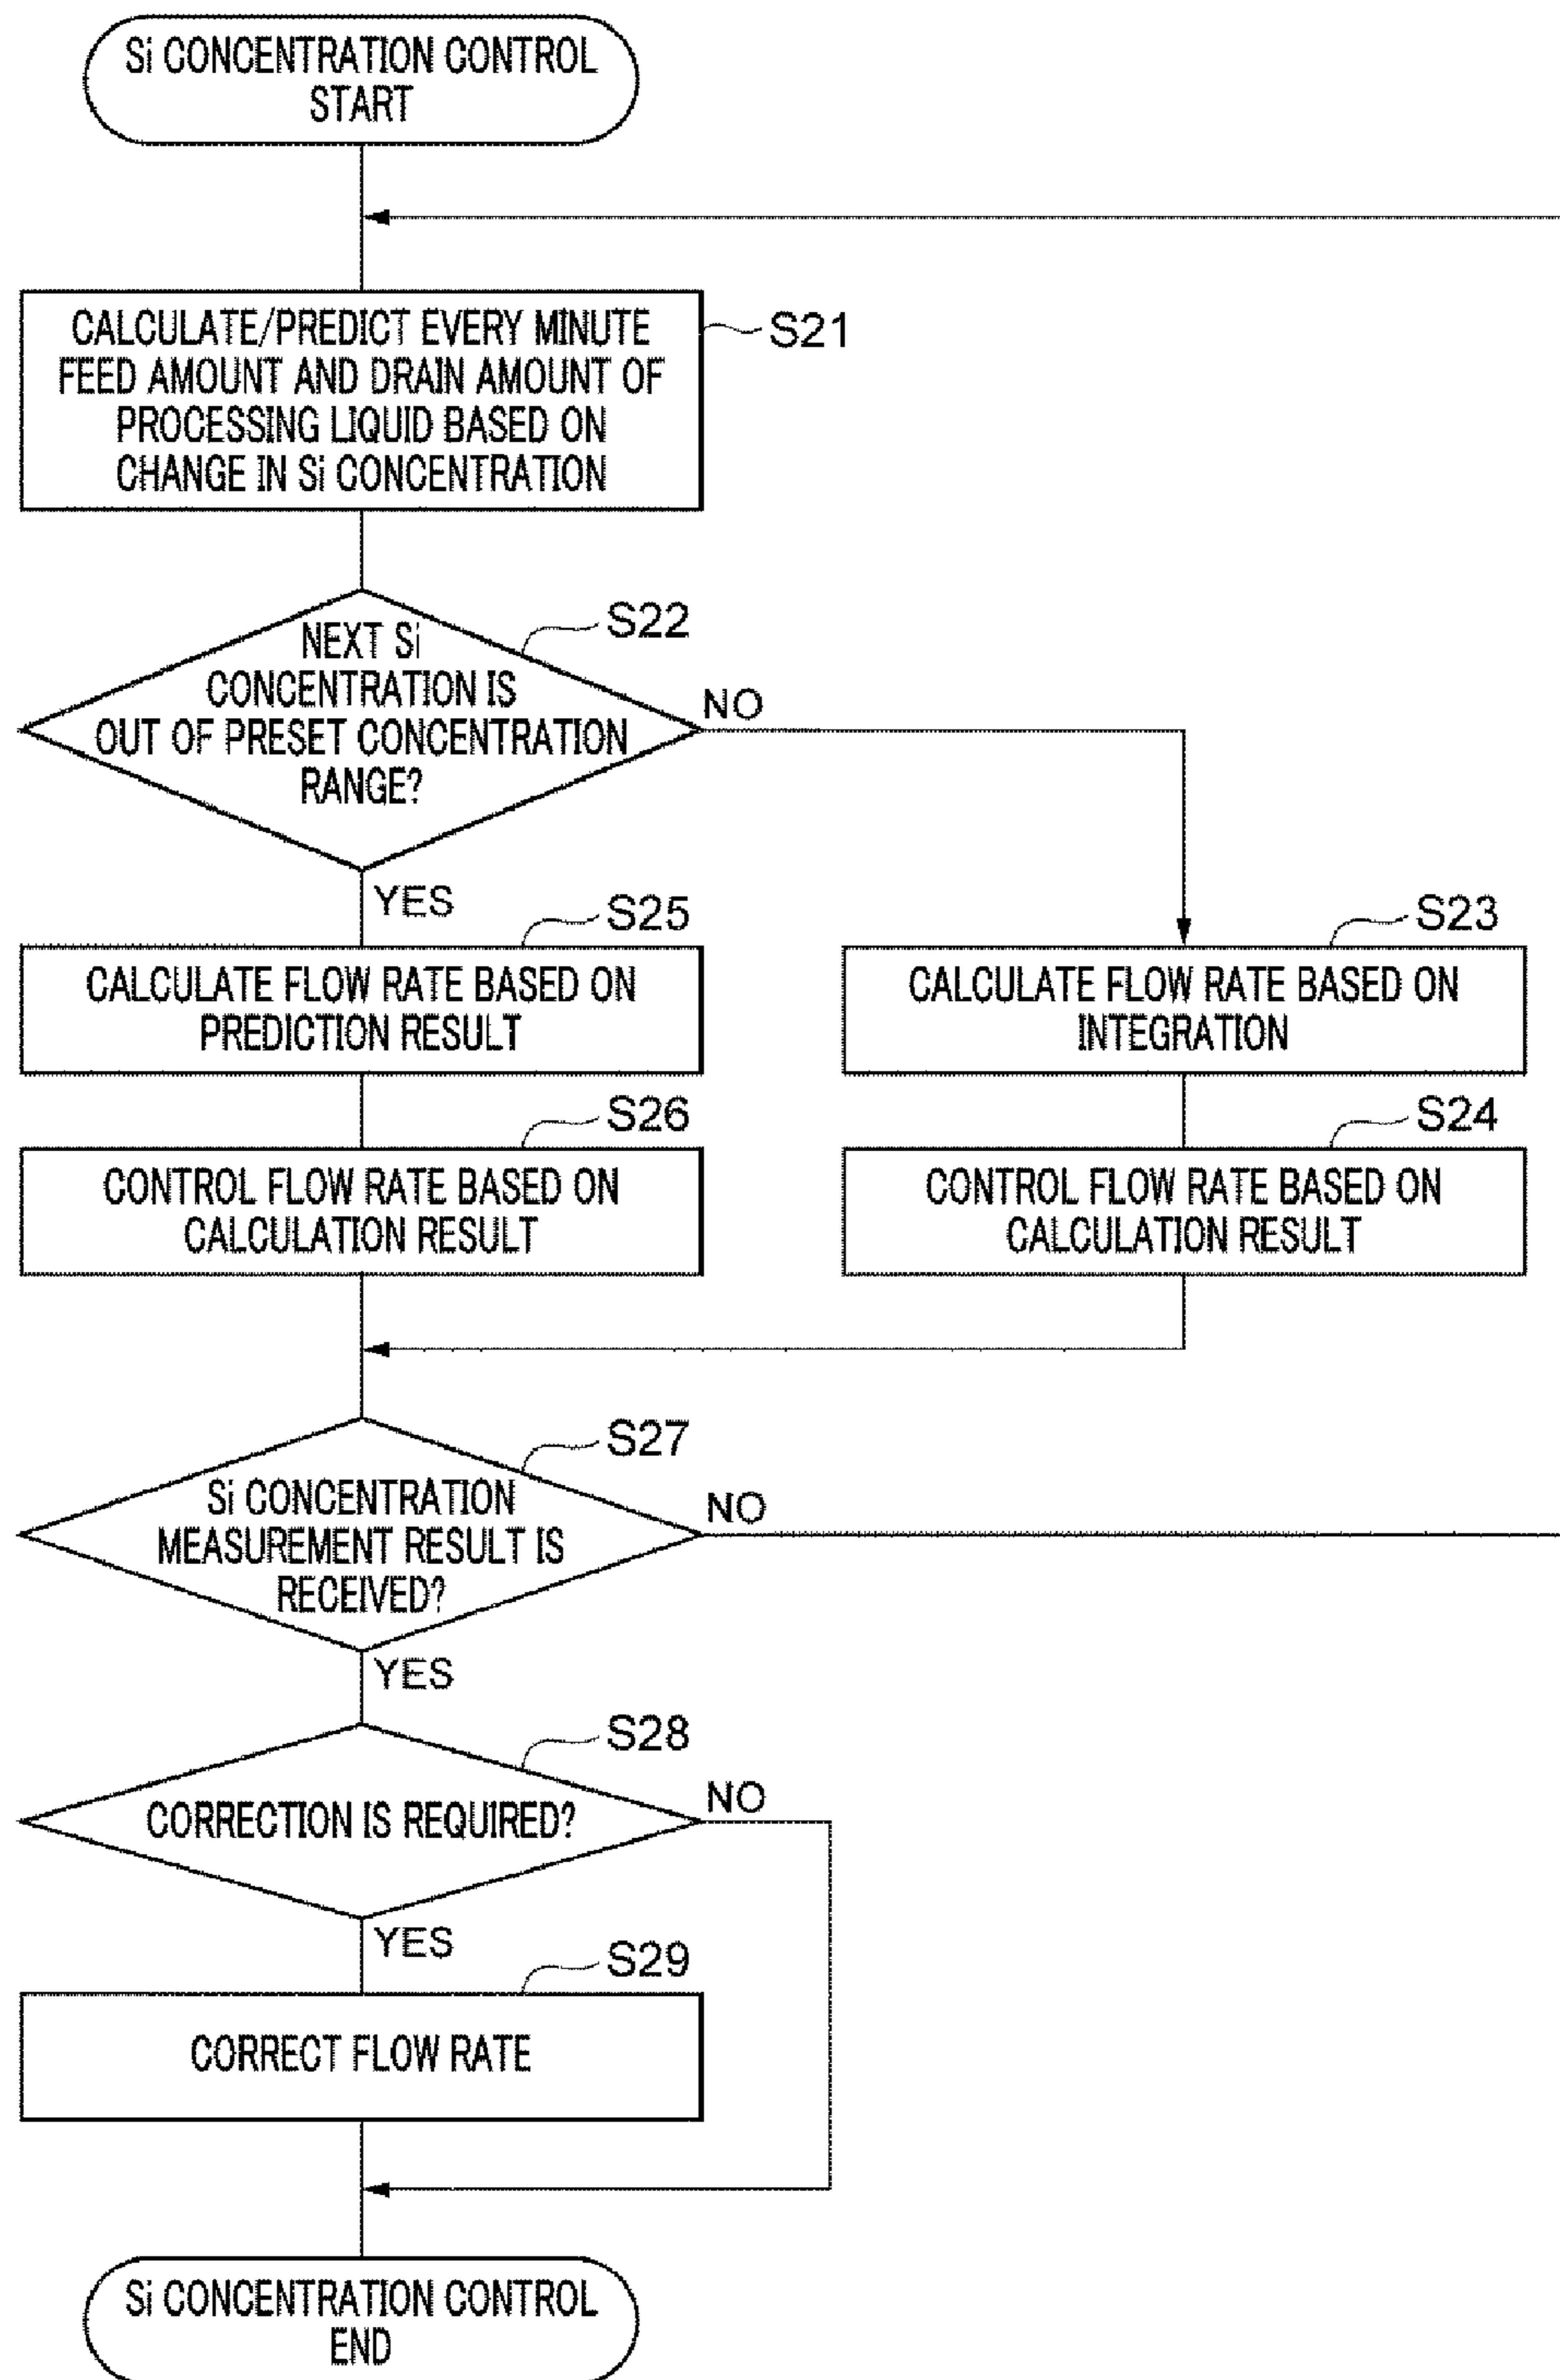 Si CONCENTRATION CONTROL
START
CALCULATE/PREDICT EVERY MINUTE
FEED AMOUNT AND DRAIN AMOUNT OF
PROCESSING LIQUID BASED ON
CHANGE IN Si CONCENTRATION
S21
NEXT Si
CONCENTRATION IS
OUT OF PRESET CONCENTRATION
RANGE?
S22
NO
YES
S25
CALCULATE FLOW RATE BASED ON
PREDICTION RESULT
S23
CALCULATE FLOW RATE BASED ON
INTEGRATION
S26
CONTROL FLOW RATE BASED ON
CALCULATION RESULT
S24
CONTROL FLOW RATE BASED ON
CALCULATION RESULT
S27
Si CONCENTRATION
MEASUREMENT RESULT IS
RECEIVED?
NO
YES
S28
CORRECTION IS REQUIRED?
NO
YES
S29
CORRECT FLOW RATE
Si CONCENTRATION CONTROL
END